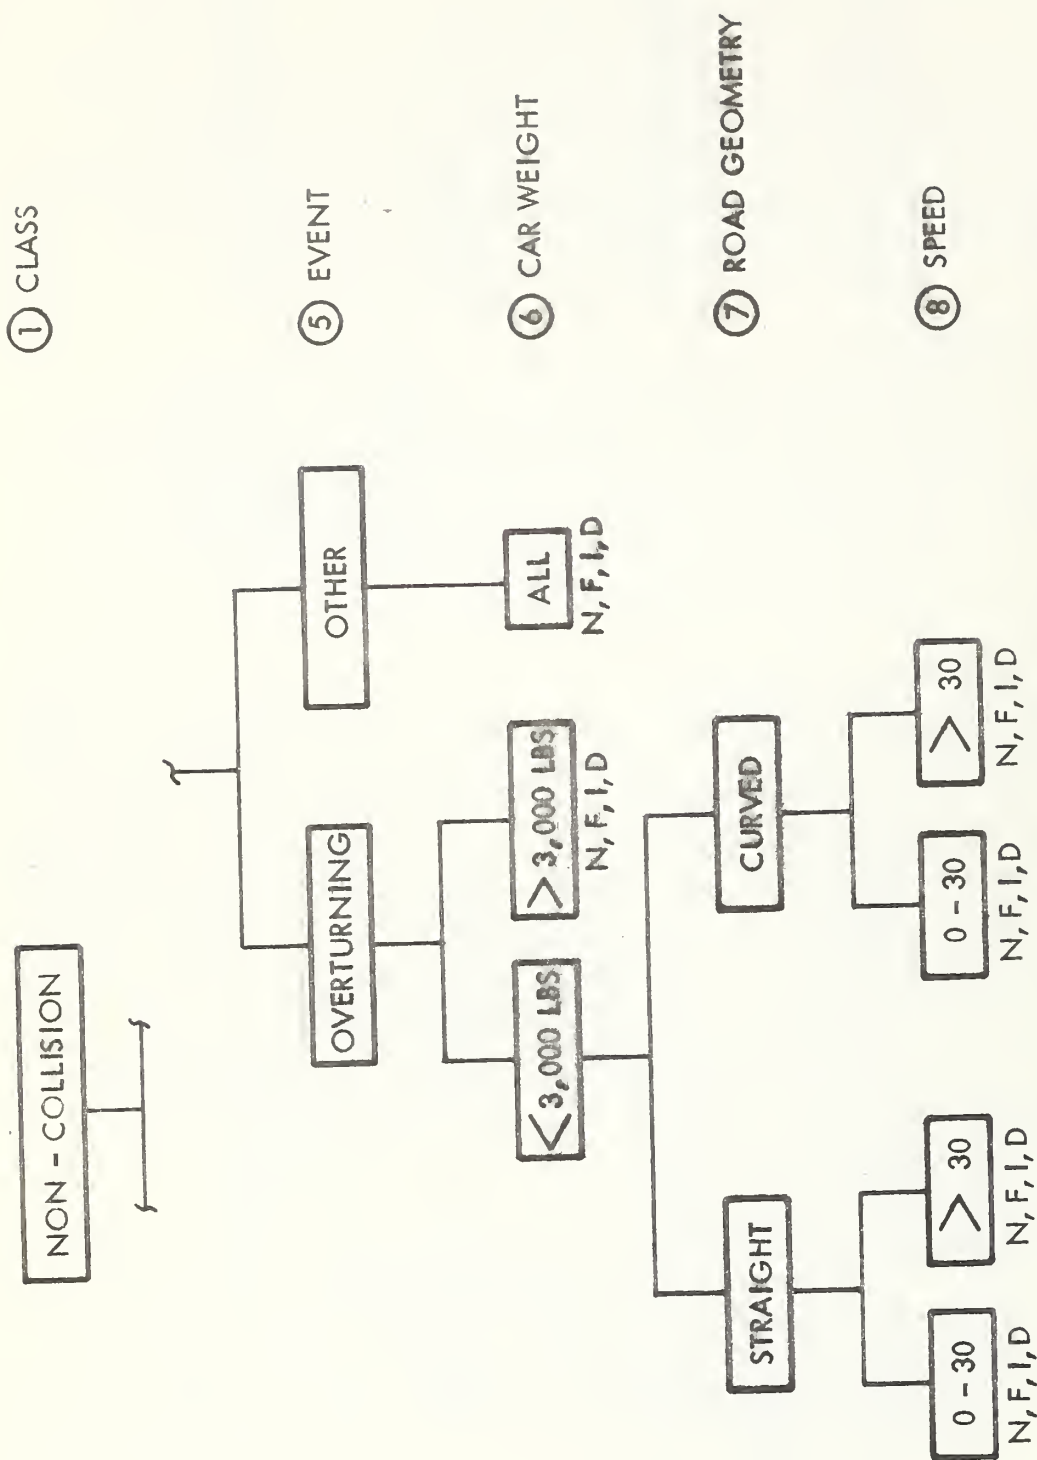 NON - COLLISION
① CLASS
OVERTURNING
OTHER
⑤ EVENT
< 3,000 LBS
> 3,000 LBS
ALL
⑥ CAR WEIGHT
N, F, I, D
N, F, I, D
STRAIGHT
CURVED
⑦ ROAD GEOMETRY
0 - 30
> 30
0 - 30
> 30
⑧ SPEED
N, F, I, D
N, F, I, D
N, F, I, D
N, F, I, D